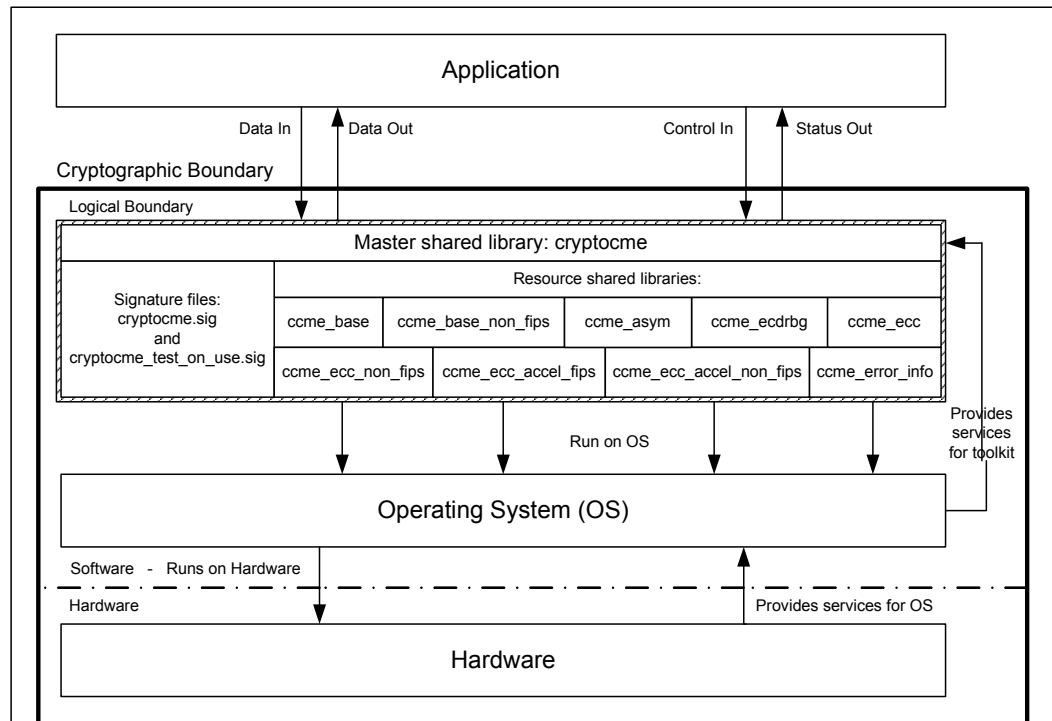 Application
Data In
Data Out
Control In
Status Out
Cryptographic Boundary
Logical Boundary
Master shared library: cryptocme
Signature files:
cryptocme.sig
and
cryptocme_test_on_use.sig
Resource shared libraries:
ccme_base
ccme_base_non_fips
ccme_asym
ccme_ecdrbg
ccme_ecc
ccme_ecc_non_fips
ccme_ecc_accel_fips
ccme_ecc_accel_non_fips
ccme_error_info
Provides
services
for toolkit
Run on OS
Operating System (OS)
Software - Runs on Hardware
Hardware
Provides services for OS
Hardware